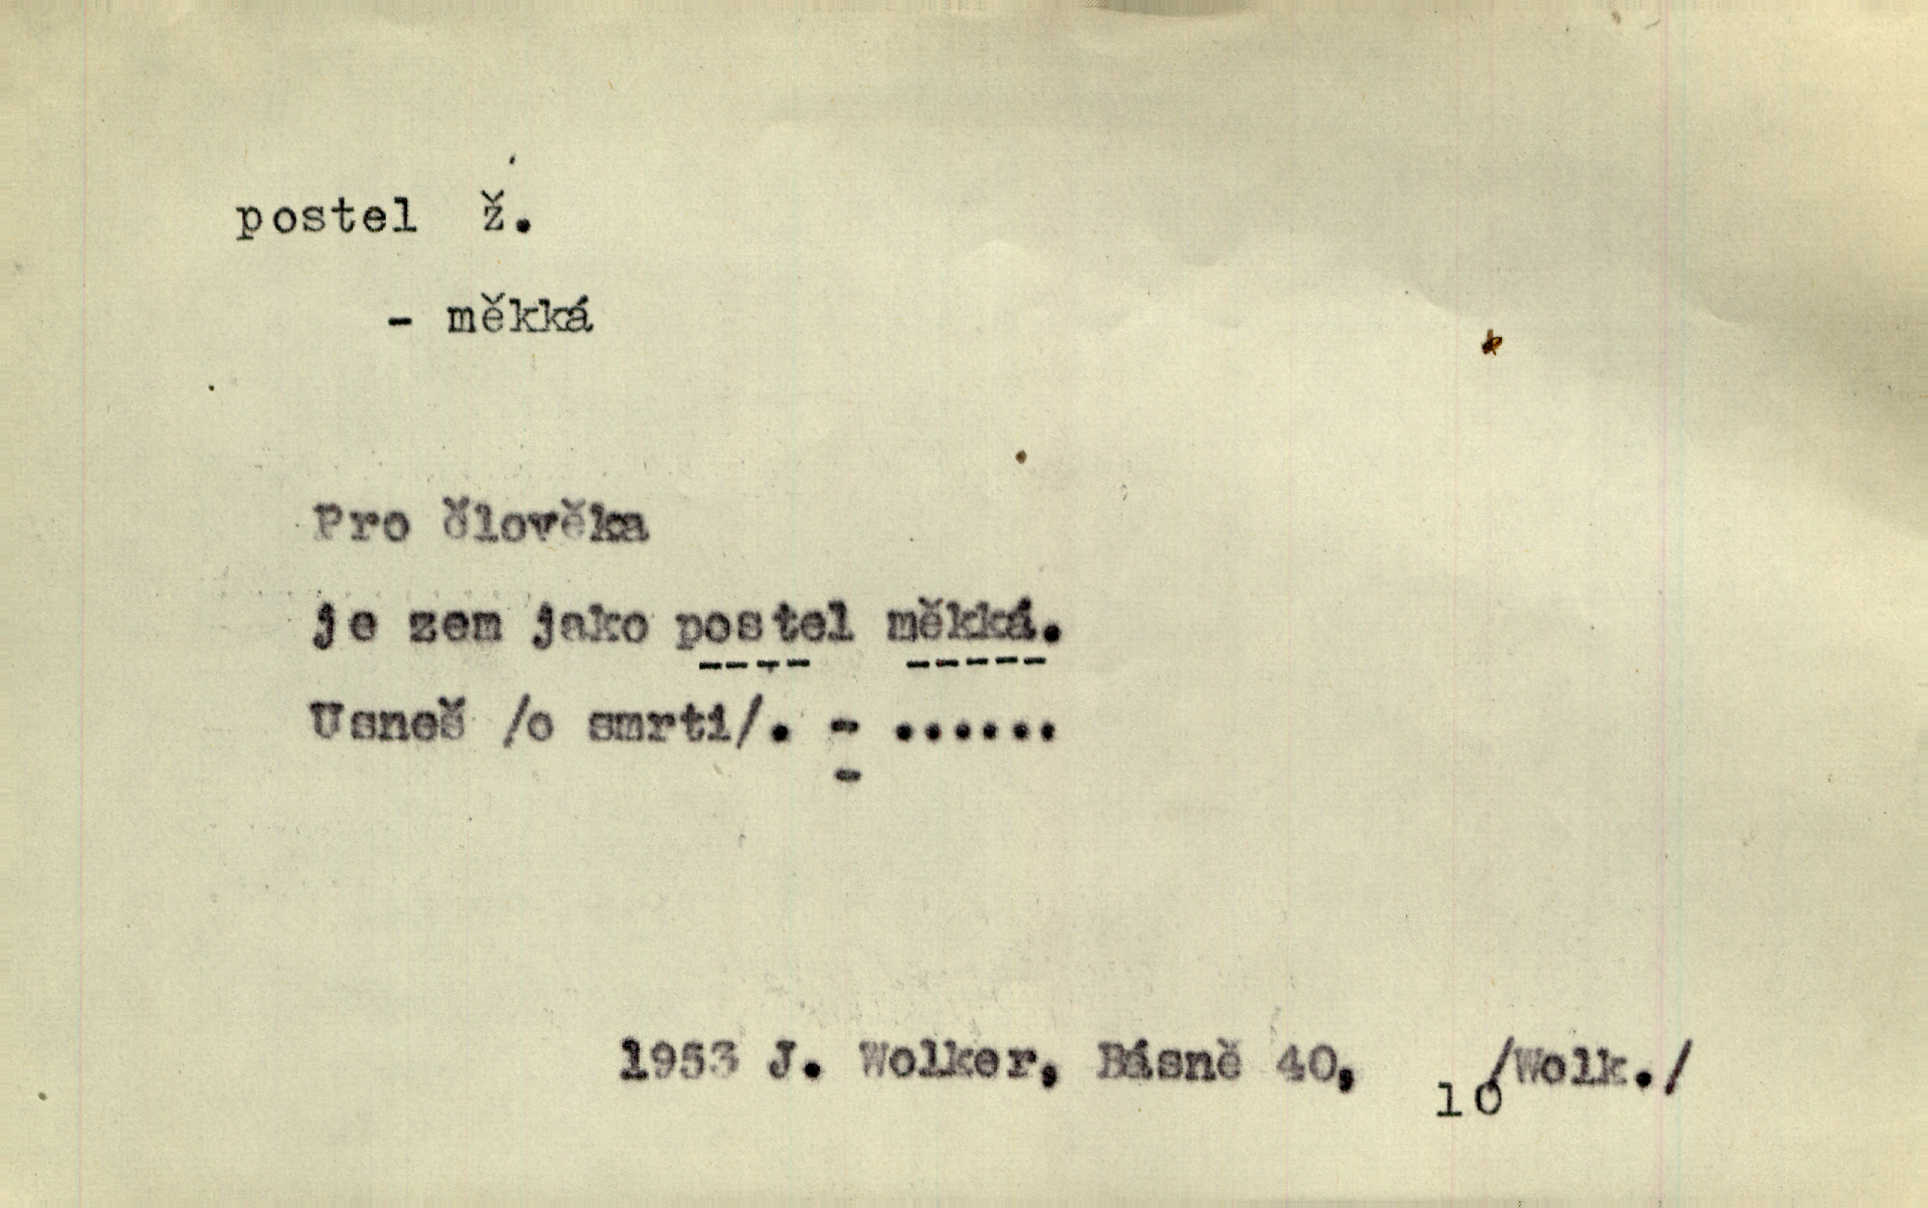 postel ž.
- měkká
Pro člověka
je zem jako postel měkká.
Usneš /o smrti/. - ......
1953 J. Wolker, Básně 40, /Wolk./
10